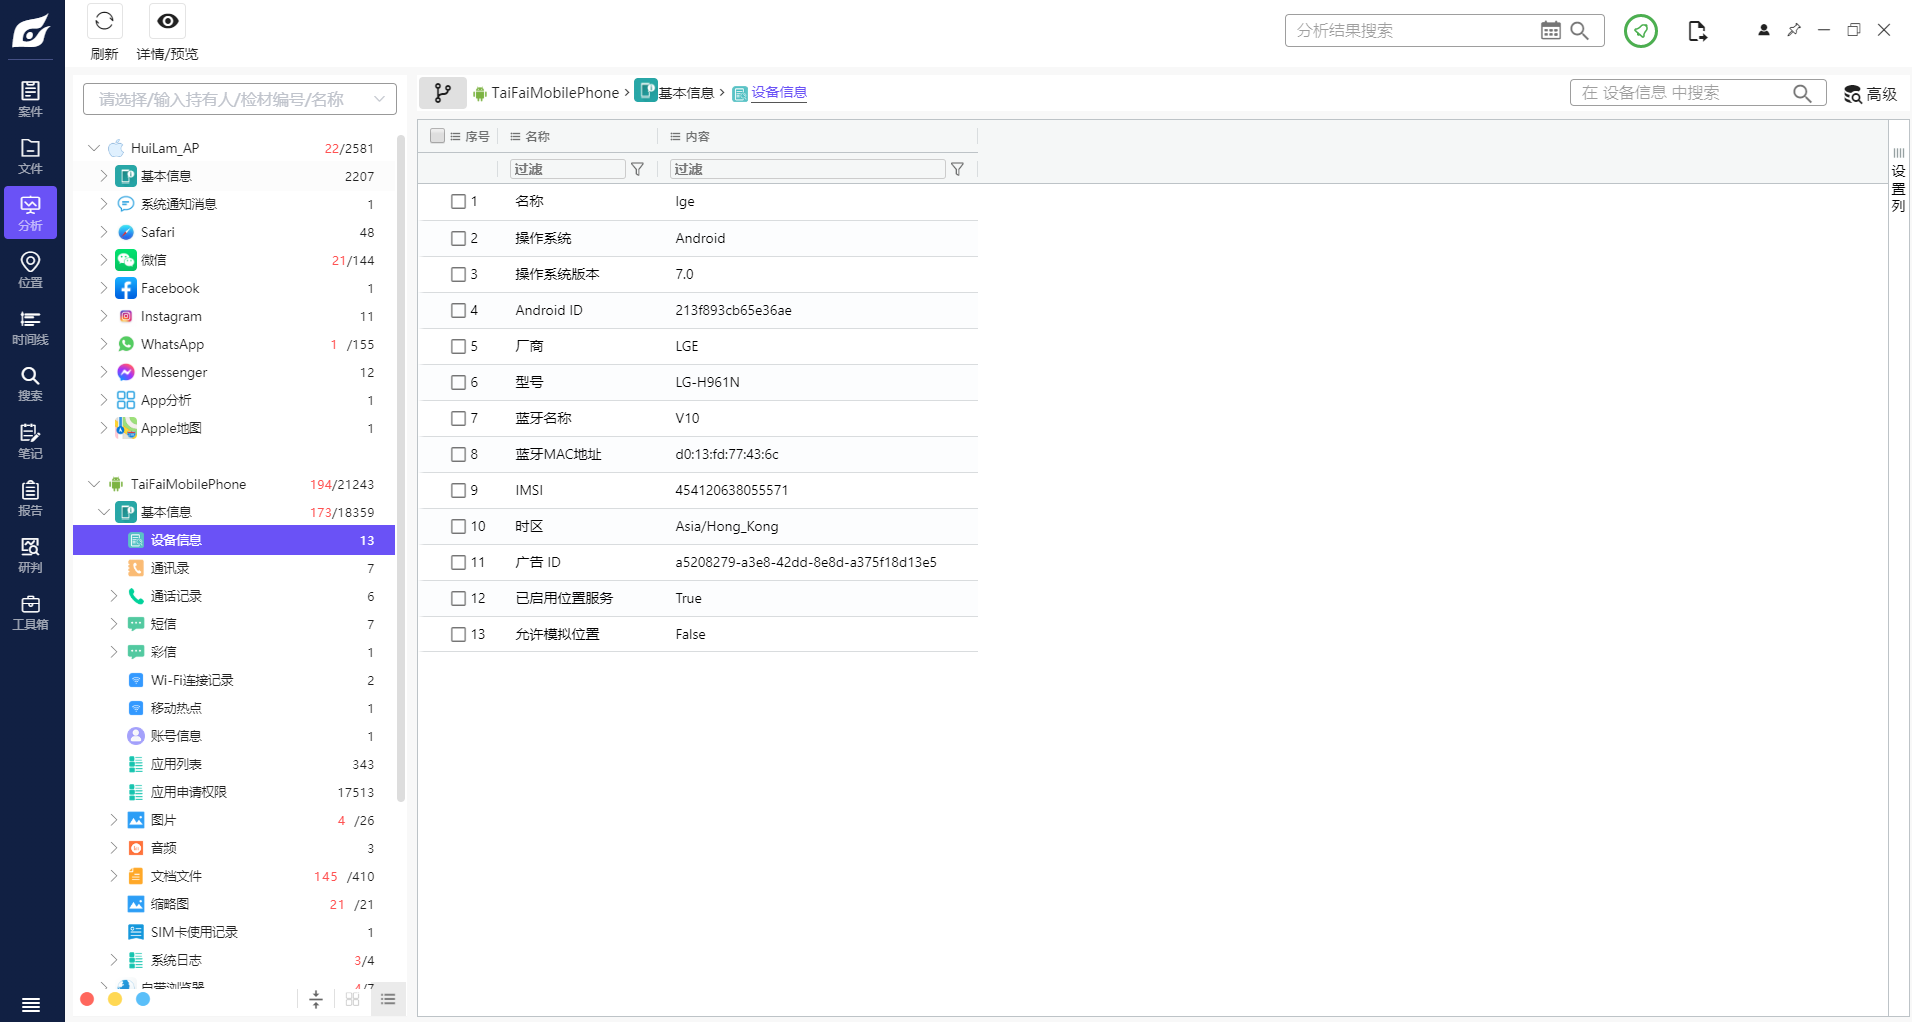 刷新
详情/预览
分析结果搜索
案件
文件
分析
位置
时间线
搜索
笔记
报告
研判
工具箱
请选择/输入持有人/检材编号/名称
HuiLam_AP 22/2581
基本信息 2207
系统通知消息 1
Safari 48
微信 21/144
Facebook 1
Instagram 11
WhatsApp 1 /155
Messenger 12
App分析 1
Apple地图 1
TaiFaiMobilePhone 194/21243
基本信息 173/18359
设备信息 13
通讯录 7
通话记录 6
短信 7
彩信 1
Wi-Fi连接记录 2
移动热点 1
账号信息 1
应用列表 343
应用申请权限 17513
图片 4 /26
音频 3
文档文件 145 /410
缩略图 21 /21
SIM卡使用记录 1
系统日志 3/4
自带浏览器 4/7
TaiFaiMobilePhone › 基本信息 › 设备信息
在 设备信息 中搜索
高级
序号 名称 内容
过滤 过滤
1 名称 lge
2 操作系统 Android
3 操作系统版本 7.0
4 Android ID 213f893cb65e36ae
5 厂商 LGE
6 型号 LG-H961N
7 蓝牙名称 V10
8 蓝牙MAC地址 d0:13:fd:77:43:6c
9 IMSI 454120638055571
10 时区 Asia/Hong_Kong
11 广告 ID a5208279-a3e8-42dd-8e8d-a375f18d13e5
12 已启用位置服务 True
13 允许模拟位置 False
设置列